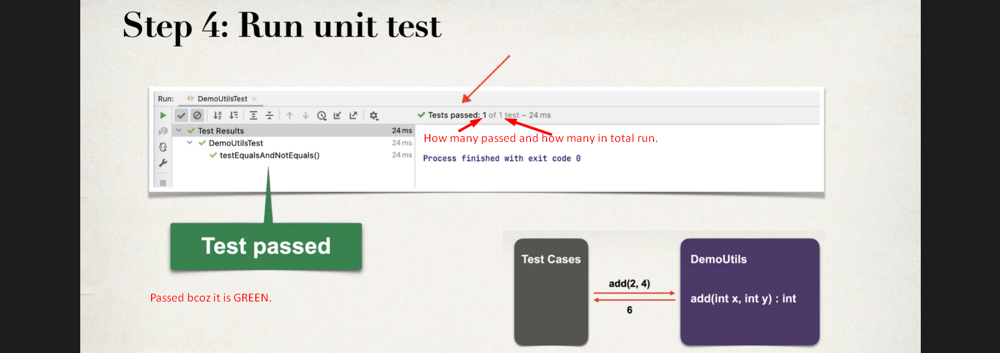 Step 4: Run unit test
Run: DemoUtilsTest
Tests passed: 1 of 1 test – 24 ms
Test Results 24 ms
DemoUtilsTest 24 ms
testEqualsAndNotEquals() 24 ms
How many passed and how many in total run.
Process finished with exit code 0
Test passed
Passed bcoz it is GREEN.
Test Cases
add(2, 4)
6
DemoUtils
add(int x, int y) : int